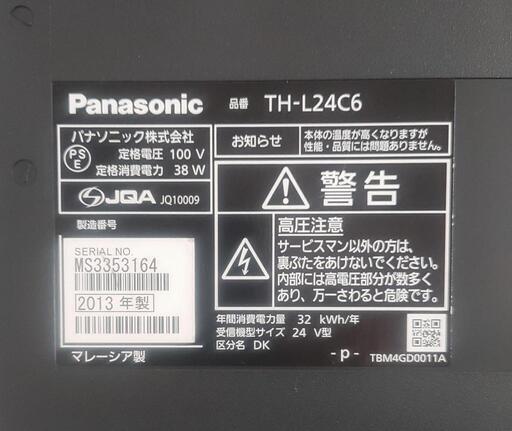 Panasonic
品番 TH-L24C6
パナソニック株式会社
PS
E
定格電圧 100 V
定格消費電力 38 W
お知らせ
本体の温度が高くなりますが
性能・品質には問題ありません。
JQA JQ10009
警告
高圧注意
サービスマン以外の方は、
裏ぶたをあけないでください。
内部には高電圧部分が数多く
あり、万一さわると危険です。
製造番号
SERIAL NO.
MS3353164
2013 年製
マレーシア製
年間消費電力量 32 kWh/年
受信機型サイズ 24 V型
区分名 DK
- p -
TBM4GD0011A